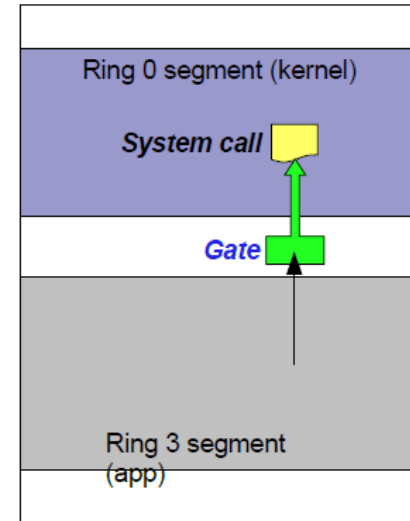 Ring 0 segment (kernel)
System call
Gate
Ring 3 segment
(app)